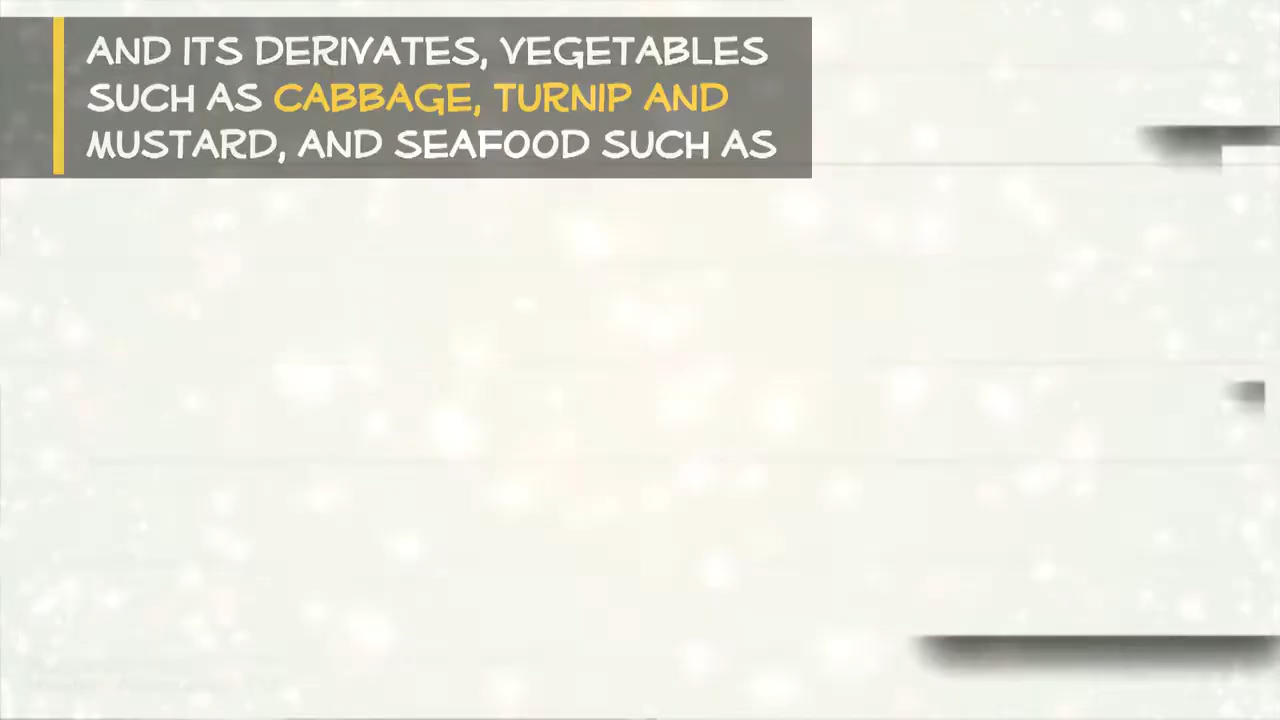 AND ITS DERIVATES, VEGETABLES
SUCH AS CABBAGE, TURNIP AND
MUSTARD, AND SEAFOOD SUCH AS